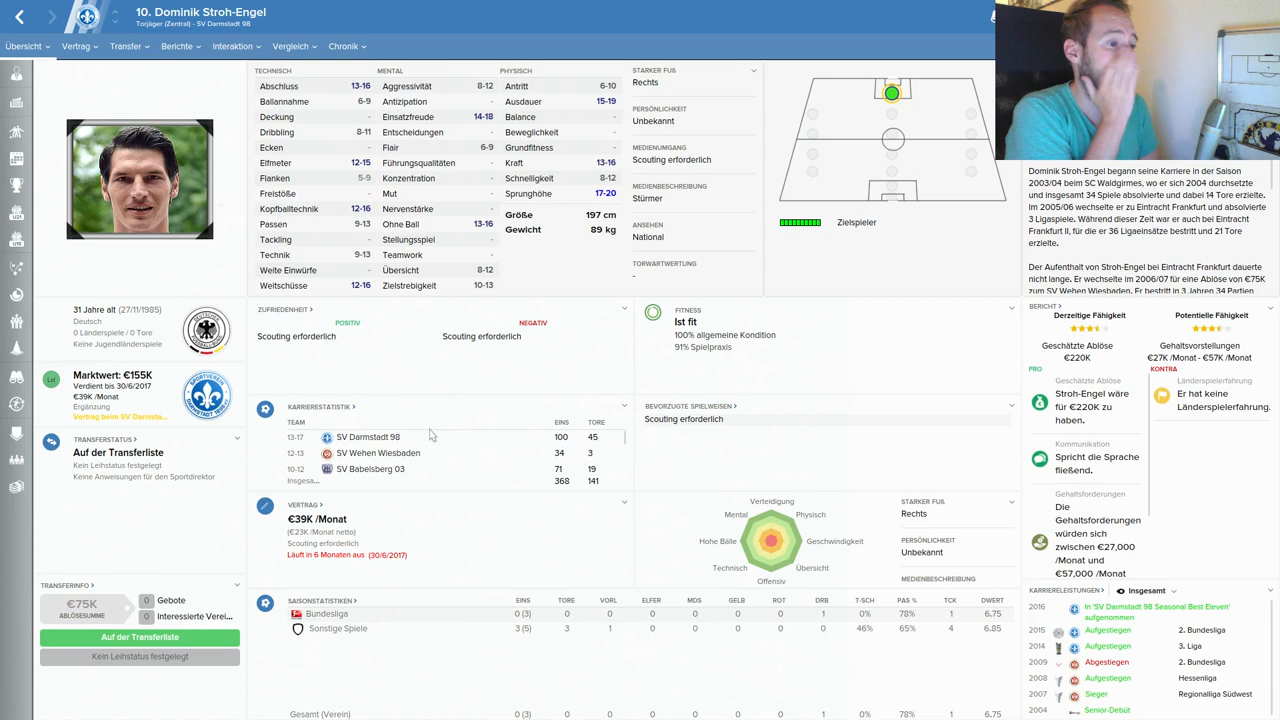 10. Dominik Stroh-Engel
Torjäger (Zentral) - SV Darmstadt 98
Übersicht Vertrag Transfer Berichte Interaktion Vergleich Chronik
TECHNISCH
Abschluss 13-16
Ballannahme 6-9
Deckung -
Dribbling 8-11
Ecken -
Elfmeter 12-15
Flanken 5-9
Freistöße -
Kopfballtechnik 12-16
Passen 9-13
Tackling -
Technik 9-13
Weite Einwürfe -
Weitschüsse 12-16
MENTAL
Aggressivität 8-12
Antizipation -
Einsatzfreude 14-18
Entscheidungen -
Flair 6-9
Führungsqualitäten -
Konzentration -
Mut -
Nervenstärke -
Ohne Ball 13-16
Stellungsspiel -
Teamwork -
Übersicht 8-12
Zielstrebigkeit 10-13
PHYSISCH
Antritt 6-10
Ausdauer 15-19
Balance -
Beweglichkeit -
Grundfitness -
Kraft 13-16
Schnelligkeit 8-12
Sprunghöhe 17-20
Größe 197 cm
Gewicht 89 kg
STARKER FUß
Rechts
PERSÖNLICHKEIT
Unbekannt
MEDIENUMGANG
Scouting erforderlich
MEDIENBESCHREIBUNG
Stürmer
ANSEHEN
National
TORWARTWERTUNG
-
Zielspieler
Dominik Stroh-Engel begann seine Karriere in der Saison
2003/04 beim SC Waldgirmes, wo er sich 2004 durchsetzte
und insgesamt 34 Spiele absolvierte und dabei 14 Tore erzielte.
Im 2005/06 wechselte er zu Eintracht Frankfurt und absolvierte
3 Ligaspiele. Während dieser Zeit war er auch bei Eintracht
Frankfurt II, für die er 36 Ligaeinsätze bestritt und 21 Tore
erzielte.
Der Aufenthalt von Stroh-Engel bei Eintracht Frankfurt dauerte
nicht lange. Er wechselte im 2006/07 für eine Ablöse von €75K
zum SV Wehen Wiesbaden. Er bestritt in 3 Jahren 34 Partien
U21
U16
31 Jahre alt (27/11/1985)
Deutsch
0 Länderspiele / 0 Tore
Keine Jugendländerspiele
Lst
Marktwert: €155K
Verdient bis 30/6/2017
€39K /Monat
Ergänzung
Vertrag beim SV Darmsta...
TRANSFERSTATUS
Auf der Transferliste
Kein Leihstatus festgelegt
Keine Anweisungen für den Sportdirektor
TRANSFERINFO
€75K
ABLÖSESUMME
0 Gebote
0 Interessierte Verei...
Auf der Transferliste
Kein Leihstatus festgelegt
ZUFRIEDENHEIT
POSITIV NEGATIV
Scouting erforderlich Scouting erforderlich
FITNESS
Ist fit
100% allgemeine Kondition
91% Spielpraxis
KARRIERESTATISTIK
TEAM EINS TORE
13-17 SV Darmstadt 98 100 45
12-13 SV Wehen Wiesbaden 34 3
10-12 SV Babelsberg 03 71 19
Insgesa... 368 141
BEVORZUGTE SPIELWEISEN
Scouting erforderlich
VERTRAG
€39K /Monat
(€23K /Monat netto)
Scouting erforderlich
Läuft in 6 Monaten aus (30/6/2017)
Verteidigung
Mental Physisch
Hohe Bälle Geschwindigkeit
Technisch Übersicht
Offensiv
STARKER FUß
Rechts
PERSÖNLICHKEIT
Unbekannt
MEDIENBESCHREIBUNG
SAISONSTATISTIKEN EINS TORE VORL ELFER MDS GELB ROT DRB T-SCH PAS % TCK DWERT
Bundesliga 0 (3) 0 0 0 0 0 0 1 0% 78% 1 6.75
Sonstige Spiele 3 (5) 3 1 0 0 0 0 0 46% 65% 4 6.85
Gesamt (Verein) 0 (3) 0 0 0 0 0 0 1 0% 78% 1 6.75
BERICHT
Derzeitige Fähigkeit Potentielle Fähigkeit
Geschätzte Ablöse Gehaltsvorstellungen
€220K €27K /Monat - €57K /Monat
PRO
Geschätzte Ablöse
Stroh-Engel wäre
für €220K zu
haben.
Kommunikation
Spricht die Sprache
fließend.
Gehaltsforderungen
Die
Gehaltsforderungen
würden sich
zwischen €27,000
/Monat und
€57,000 /Monat
KONTRA
Länderspielerfahrung
Er hat keine
Länderspielerfahrung.
KARRIERELEISTUNGEN Insgesamt
2016 In 'SV Darmstadt 98 Seasonal Best Eleven'
aufgenommen
2015 Aufgestiegen 2. Bundesliga
2014 Aufgestiegen 3. Liga
2009 Abgestiegen 2. Bundesliga
2008 Aufgestiegen Hessenliga
2007 Sieger Regionalliga Südwest
2004 Senior-Debüt